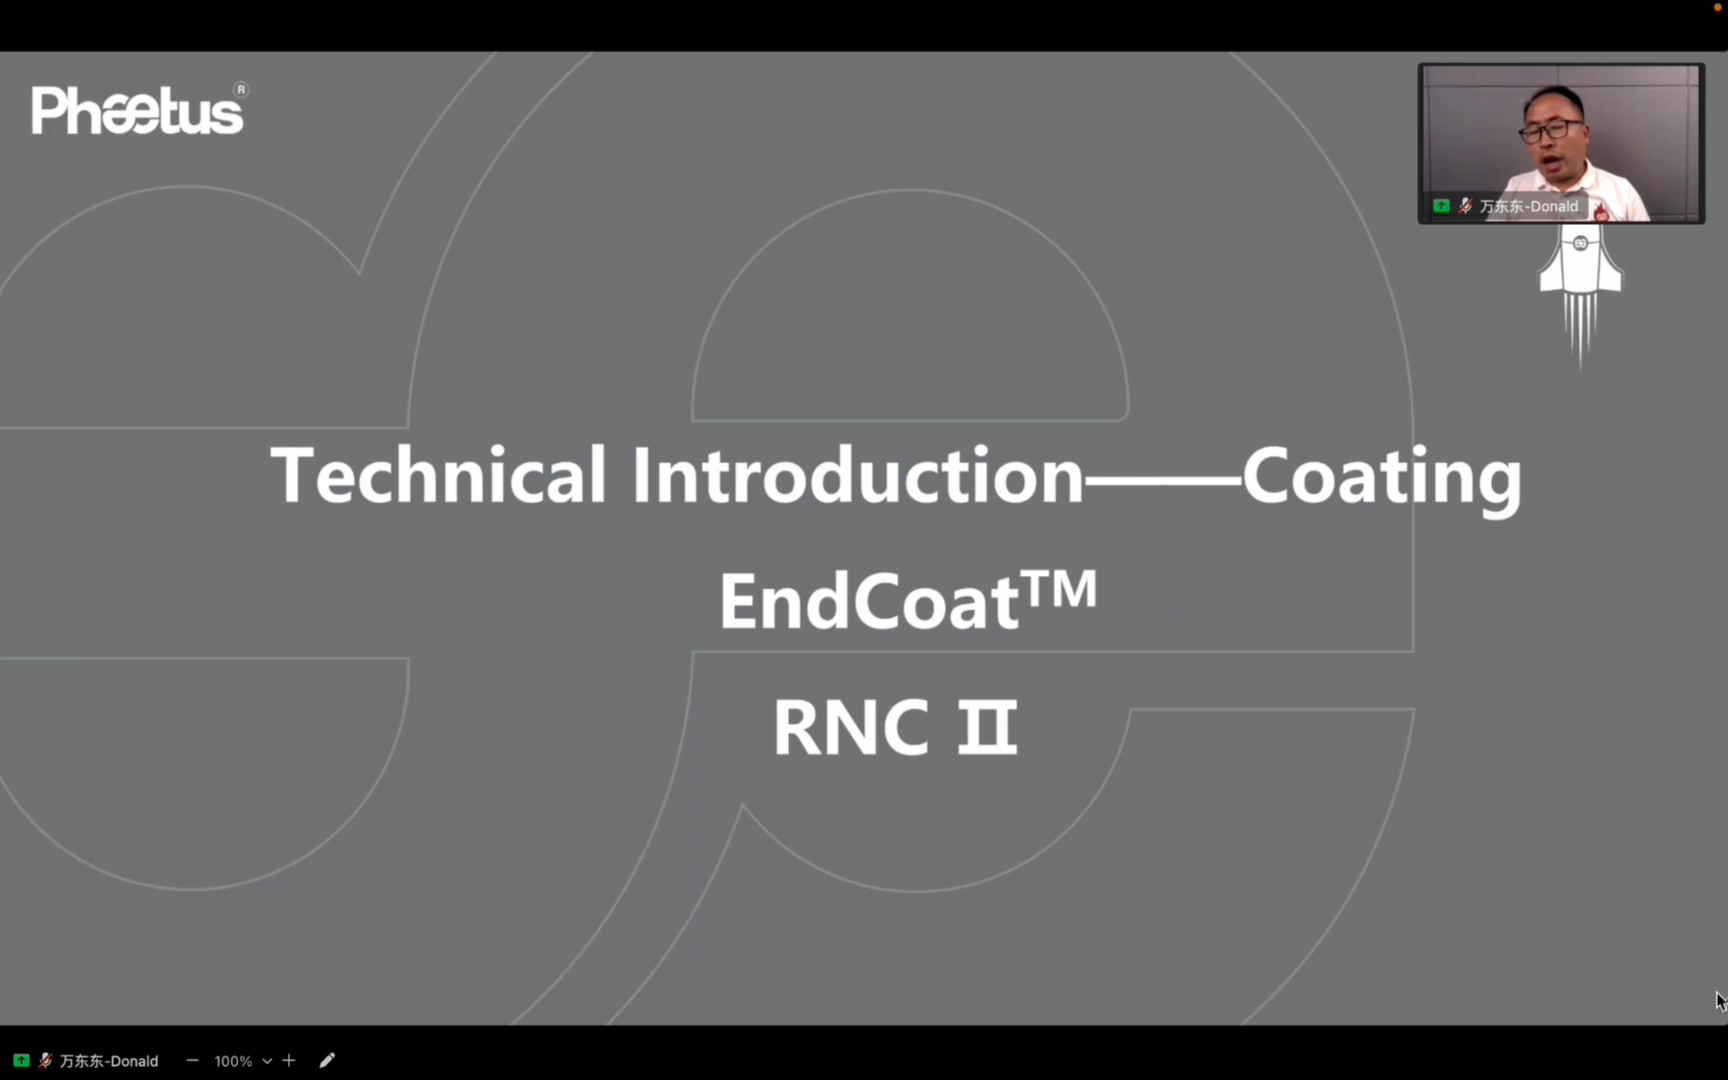 Phaetus®
万东东-Donald
Technical Introduction——Coating
EndCoat™
RNC Ⅱ
万东东-Donald
100%